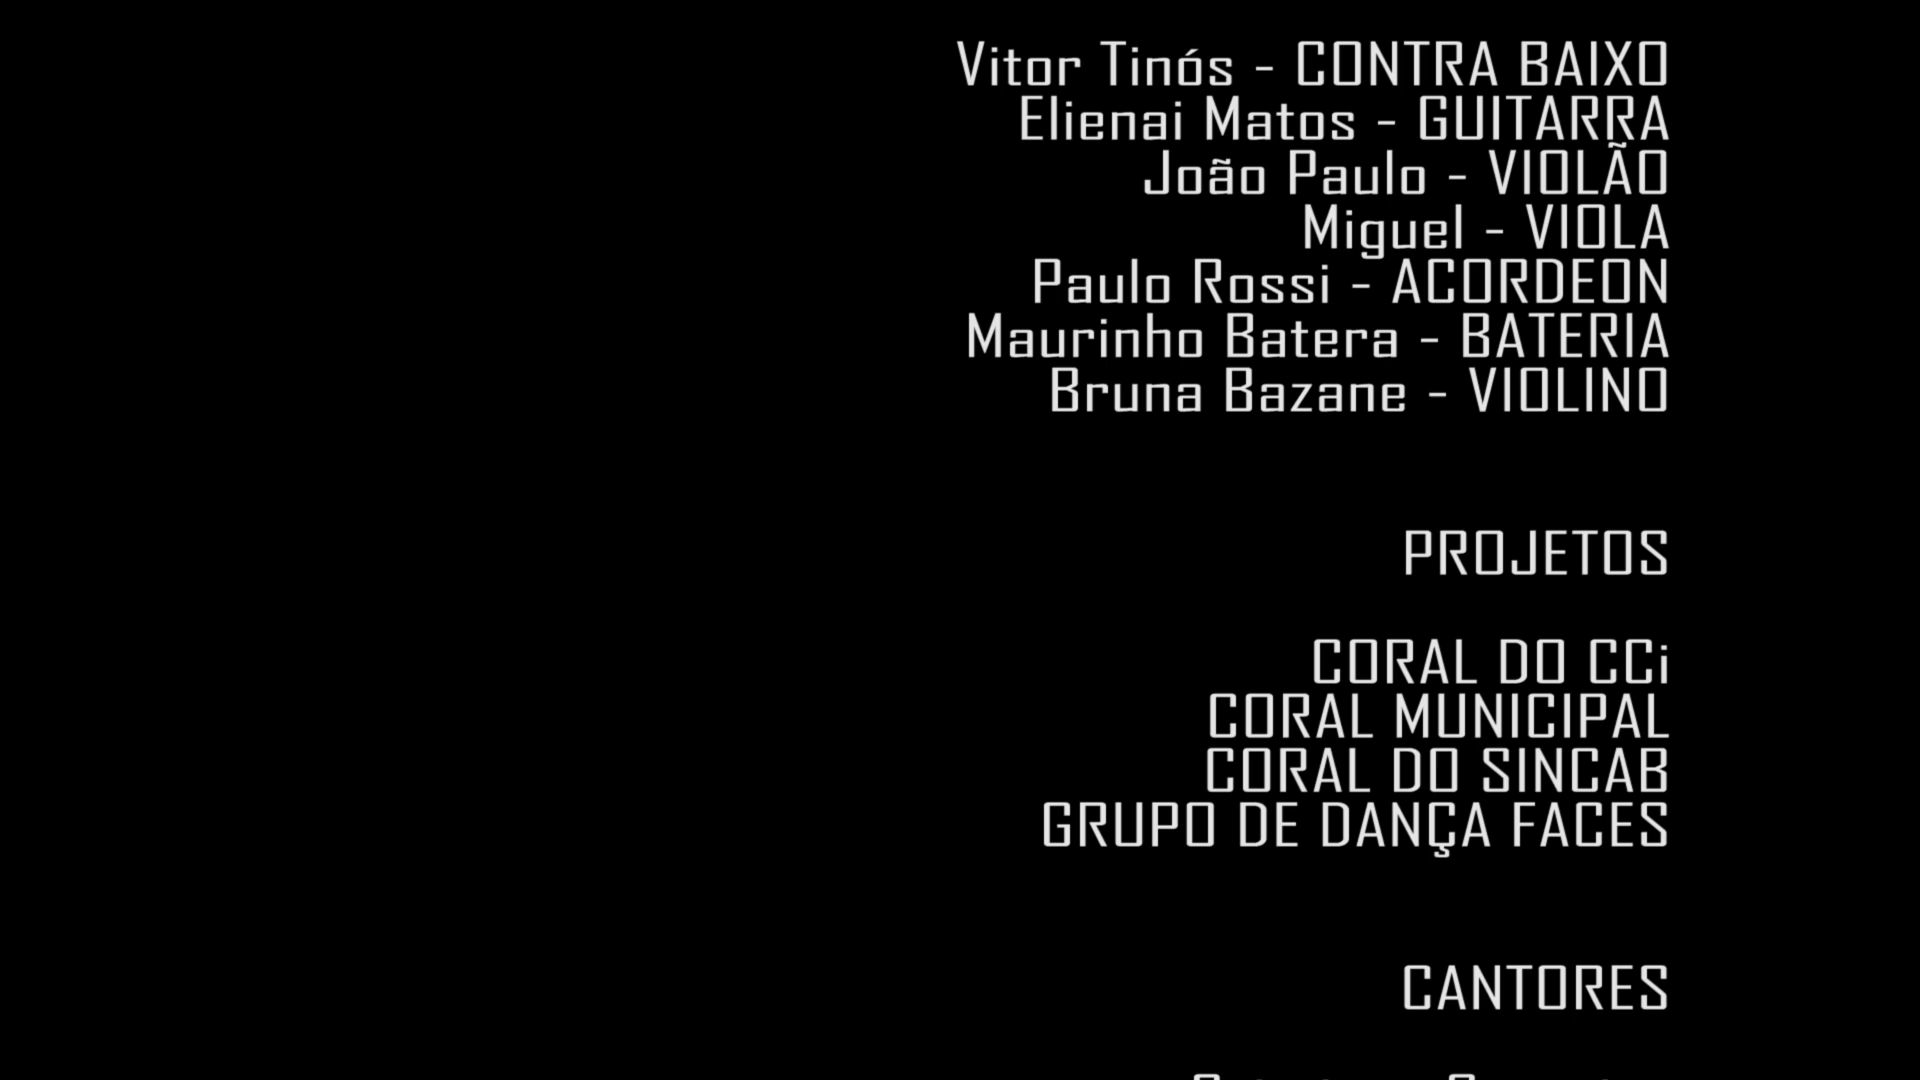 Vitor Tinós - CONTRA BAIXO
Elienai Matos - GUITARRA
João Paulo - VIOLÃO
Miguel - VIOLA
Paulo Rossi - ACORDEON
Maurinho Batera - BATERIA
Bruna Bazane - VIOLINO
PROJETOS
CORAL DO CCi
CORAL MUNICIPAL
CORAL DO SINCAB
GRUPO DE DANÇA FACES
CANTORES